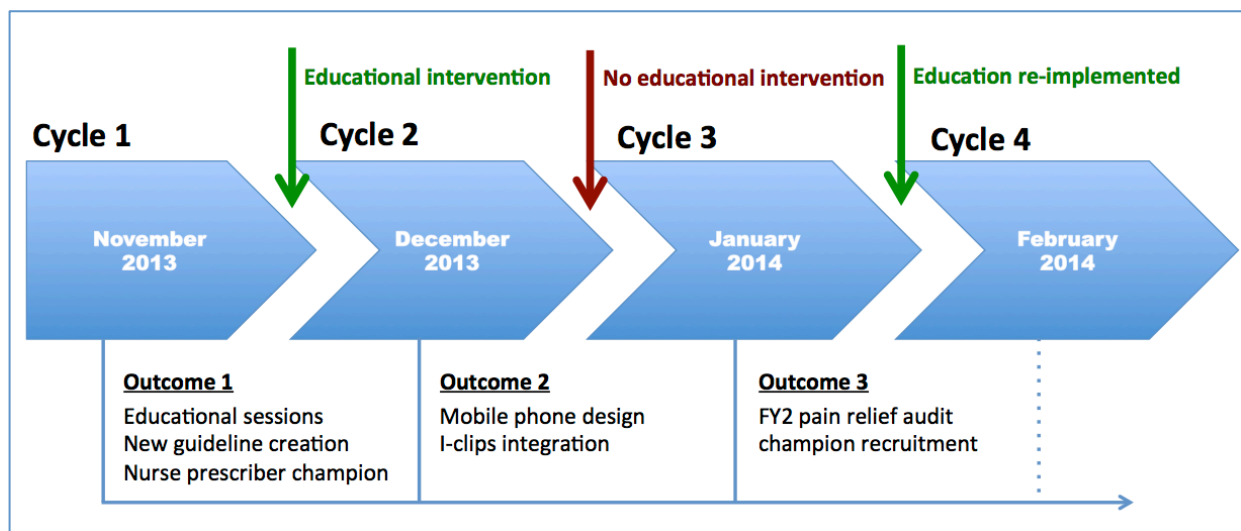 Educational intervention
No educational intervention
Education re-implemented
Cycle 1
Cycle 2
Cycle 3
Cycle 4
November
2013
December
2013
January
2014
February
2014
Outcome 1
Educational sessions
New guideline creation
Nurse prescriber champion
Outcome 2
Mobile phone design
I-clips integration
Outcome 3
FY2 pain relief audit
champion recruitment